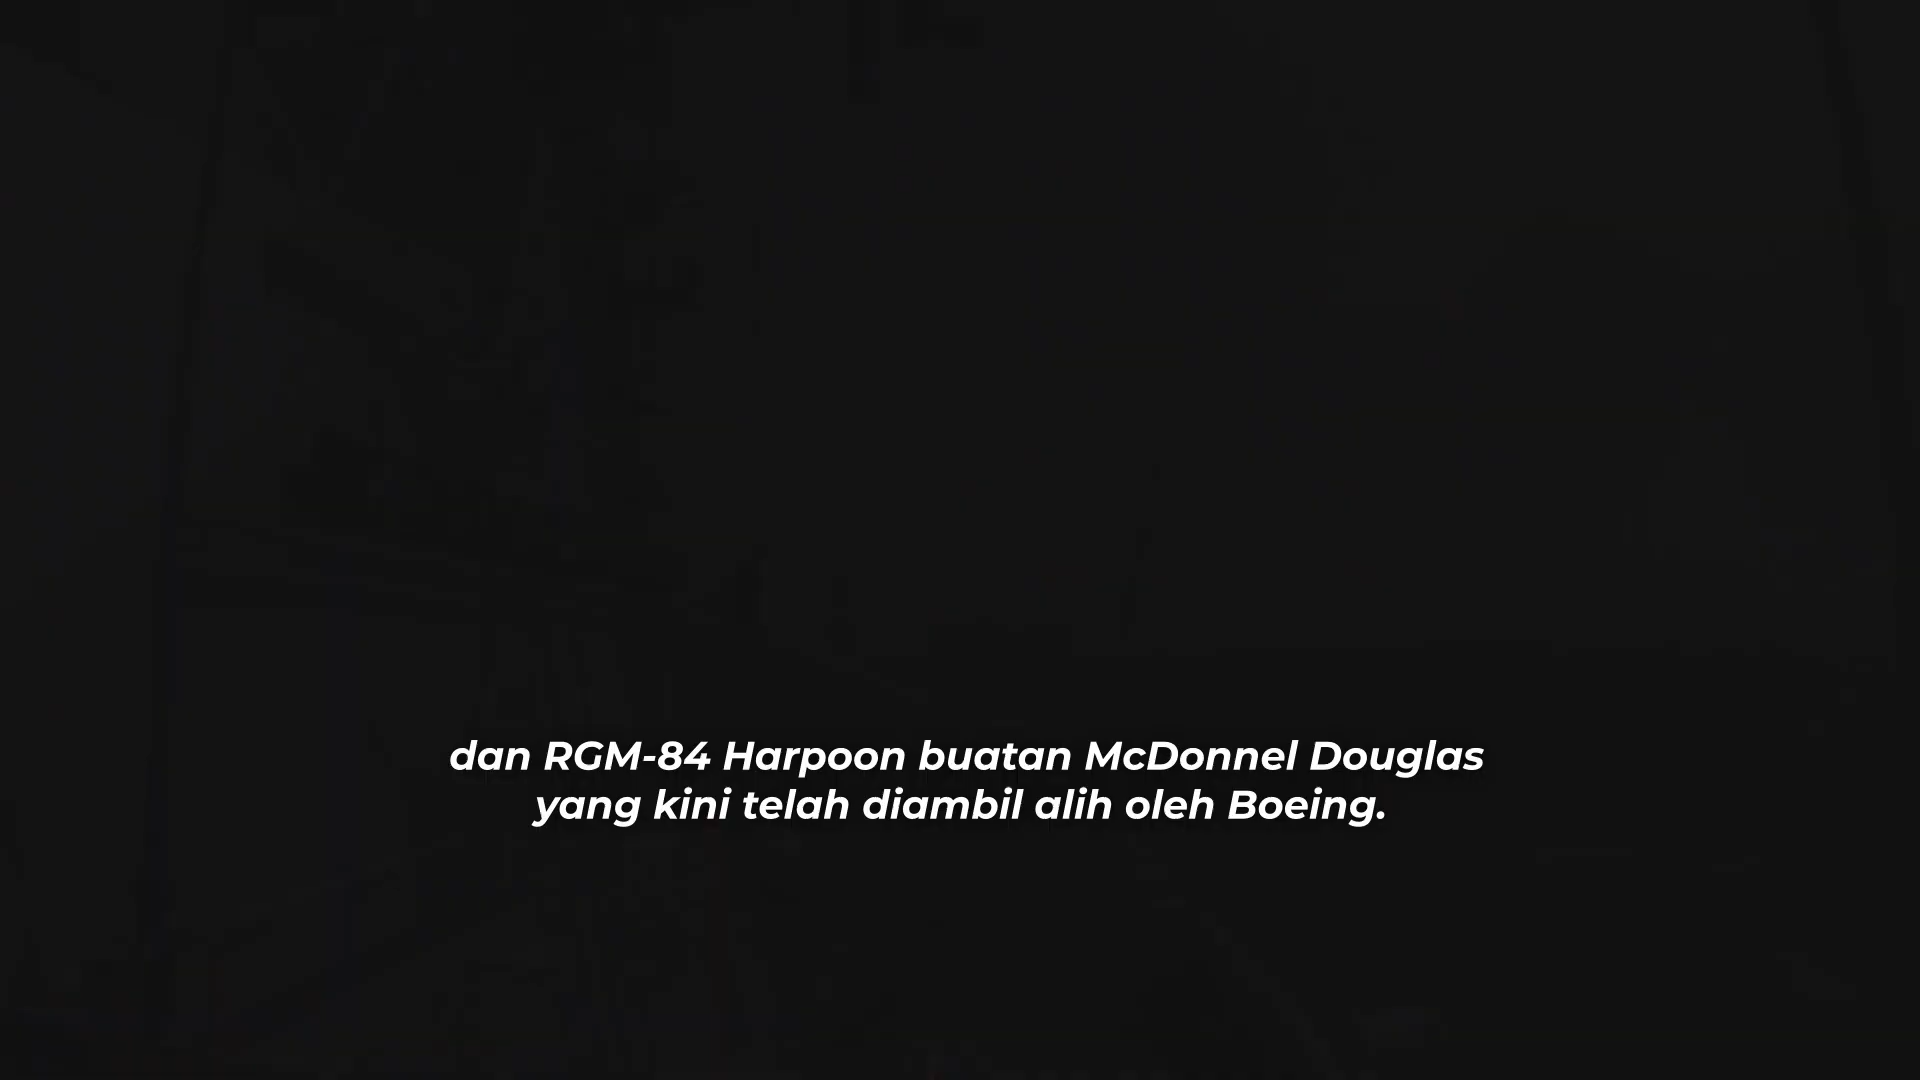 dan RGM-84 Harpoon buatan McDonnel Douglas
yang kini telah diambil alih oleh Boeing.